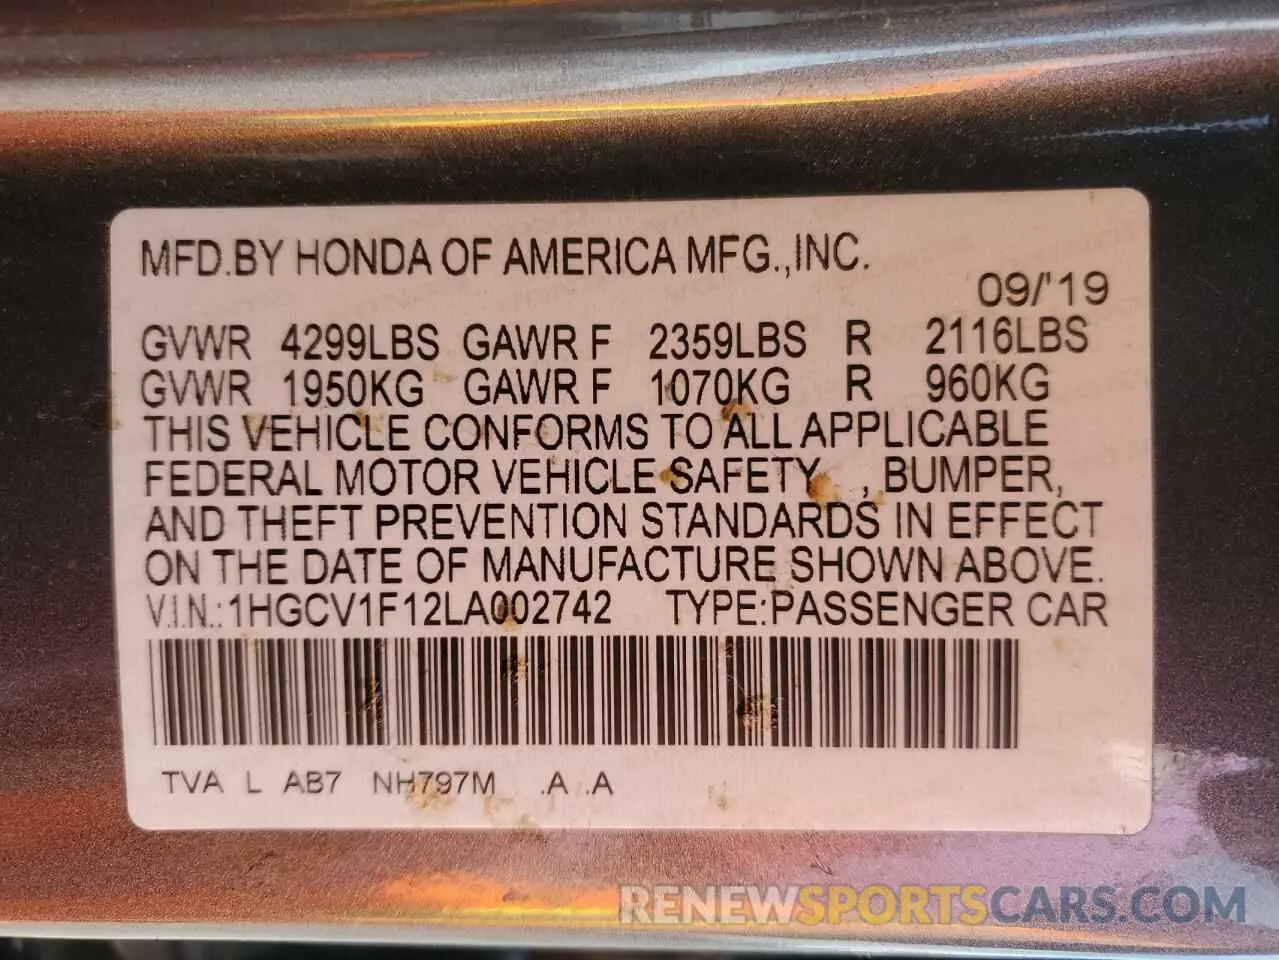 MFD.BY HONDA OF AMERICA MFG.,INC.
09/'19
GVWR 4299LBS GAWR F 2359LBS R 2116LBS
GVWR 1950KG GAWR F 1070KG R 960KG
THIS VEHICLE CONFORMS TO ALL APPLICABLE
FEDERAL MOTOR VEHICLE SAFETY , BUMPER,
AND THEFT PREVENTION STANDARDS IN EFFECT
ON THE DATE OF MANUFACTURE SHOWN ABOVE.
V.I.N.:1HGCV1F12LA002742 TYPE:PASSENGER CAR
TVA L AB7 NH797M .A .A
RENEWSPORTSCARS.COM